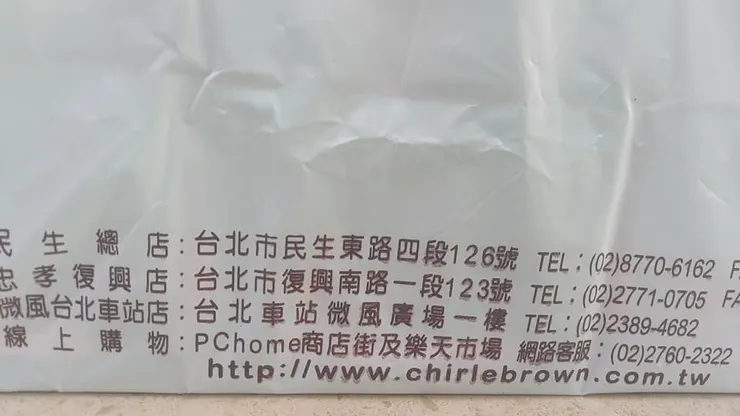 民生總店:台北市民生東路四段126號 TEL:(02)8770-6162 FA
忠孝復興店:台北市復興南路一段123號 TEL:(02)2771-0705 FA
微風台北車站店:台北車站微風廣場一樓 TEL:(02)2389-4682
線上購物:PChome商店街及樂天市場 網路客服:(02)2760-2322
http://www.chirlebrown.com.tw